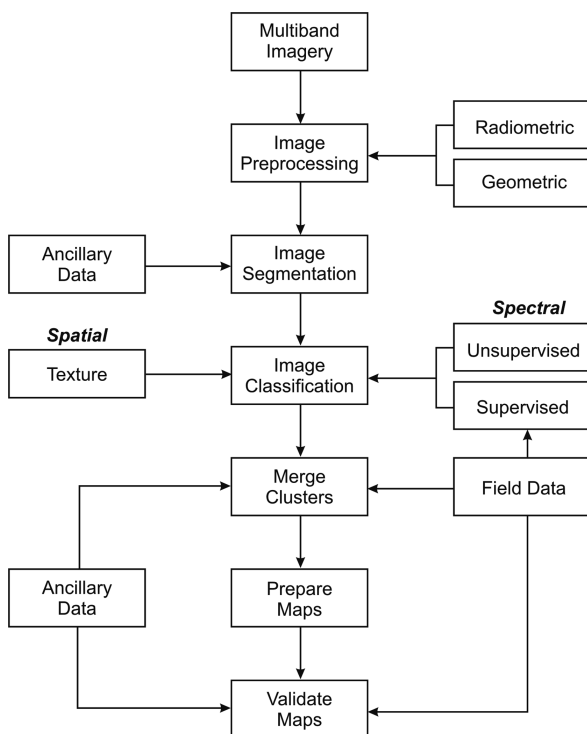 Multiband
Imagery
Image
Preprocessing
Radiometric
Geometric
Ancillary
Data
Image
Segmentation
Spatial
Texture
Image
Classification
Spectral
Unsupervised
Supervised
Merge
Clusters
Field Data
Ancillary
Data
Prepare
Maps
Validate
Maps